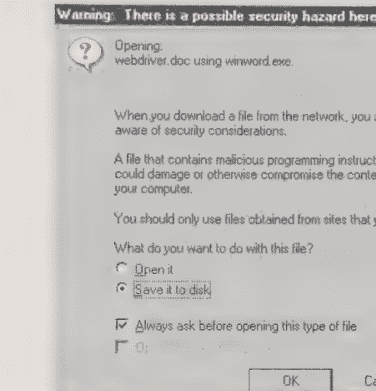 Warning: There is a possible security hazard here
Opening:
webdriver.doc using winword.exe.
When you download a file from the network, you
aware of security considerations.
A file that contains malicious programming instruct
could damage or otherwise compromise the conte
your computer.
You should only use files obtained from sites that
What do you want to do with this file?
Open it
Save it to disk
Always ask before opening this type of file
OK
Ca